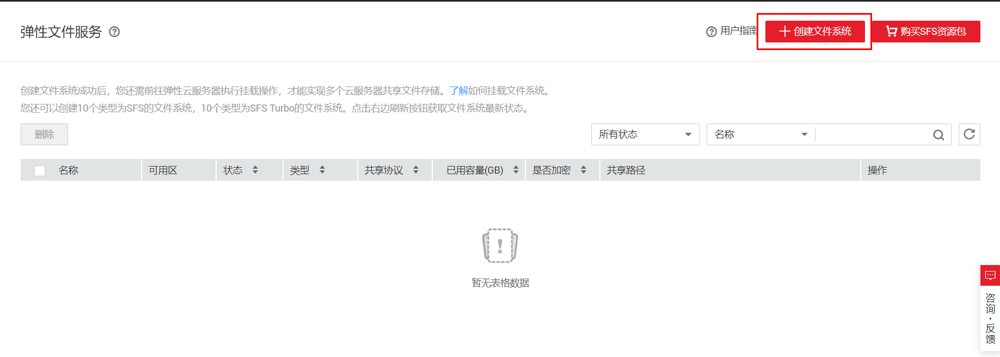 弹性文件服务
用户指南
创建文件系统
购买SFS资源包
创建文件系统成功后，您还需前往弹性云服务器执行挂载操作，才能实现多个云服务器共享文件存储。了解如何挂载文件系统。
您还可以创建10个类型为SFS的文件系统，10个类型为SFS Turbo的文件系统。点击右边刷新按钮获取文件系统最新状态。
删除
所有状态
名称
名称
可用区
状态
类型
共享协议
已用容量(GB)
是否加密
共享路径
操作
暂无表格数据
咨询·反馈